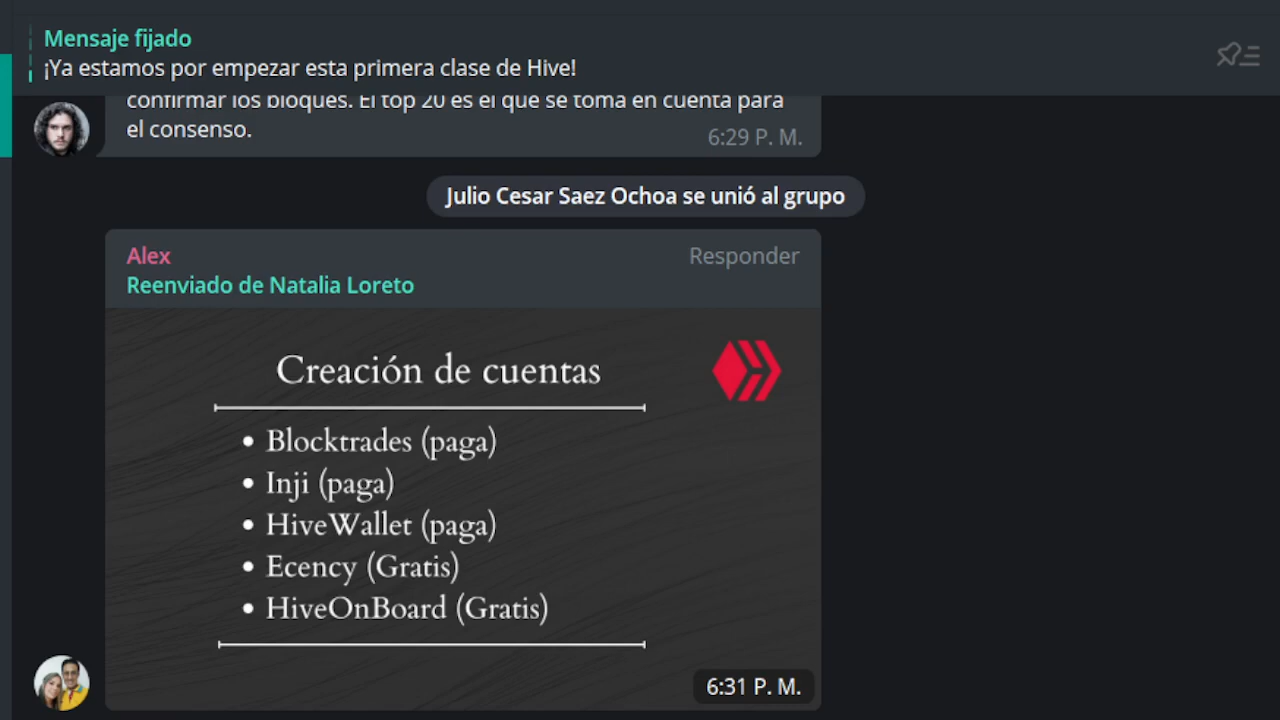 Mensaje fijado
¡Ya estamos por empezar esta primera clase de Hive!
confirmar los bloques. El top 20 es el que se toma en cuenta para
el consenso.
6:29 P. M.
Julio Cesar Saez Ochoa se unió al grupo
Alex
Responder
Reenviado de Natalia Loreto
Creación de cuentas
• Blocktrades (paga)
• Inji (paga)
• HiveWallet (paga)
• Ecency (Gratis)
• HiveOnBoard (Gratis)
6:31 P. M.